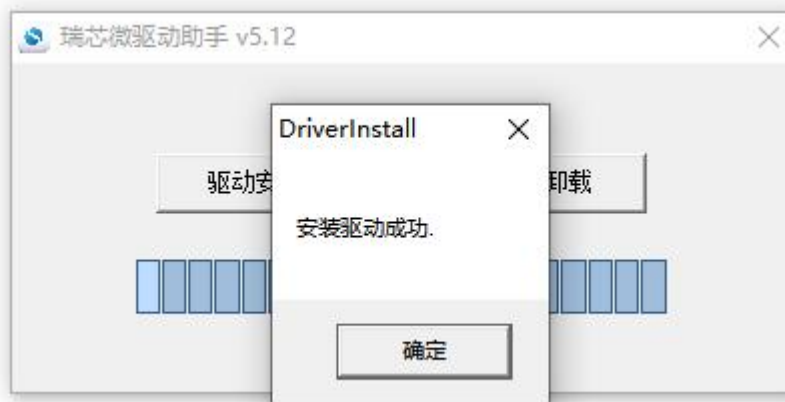 瑞芯微驱动助手 v5.12
DriverInstall
驱动安
卸载
安装驱动成功.
确定